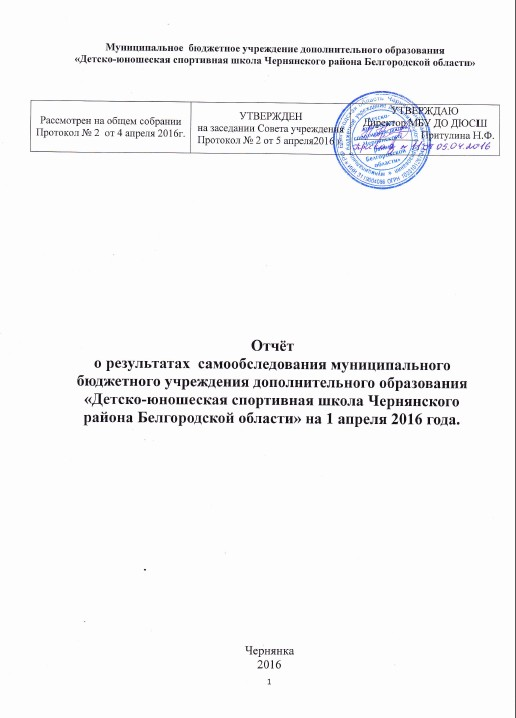 Муниципальное бюджетное учреждение дополнительного образования
«Детско-юношеская спортивная школа Чернянского района Белгородской области»
Рассмотрен на общем собрании
Протокол № 2 от 4 апреля 2016г.
УТВЕРЖДЕН
на заседании Совета учреждения
Протокол № 2 от 5 апреля2016
УТВЕРЖДАЮ
Директор МБУ ДО ДЮСШ
Притулина Н.Ф.
05.04.2016
Отчёт
о результатах самообследования муниципального
бюджетного учреждения дополнительного образования
«Детско-юношеская спортивная школа Чернянского
района Белгородской области» на 1 апреля 2016 года.
Чернянка
2016
1